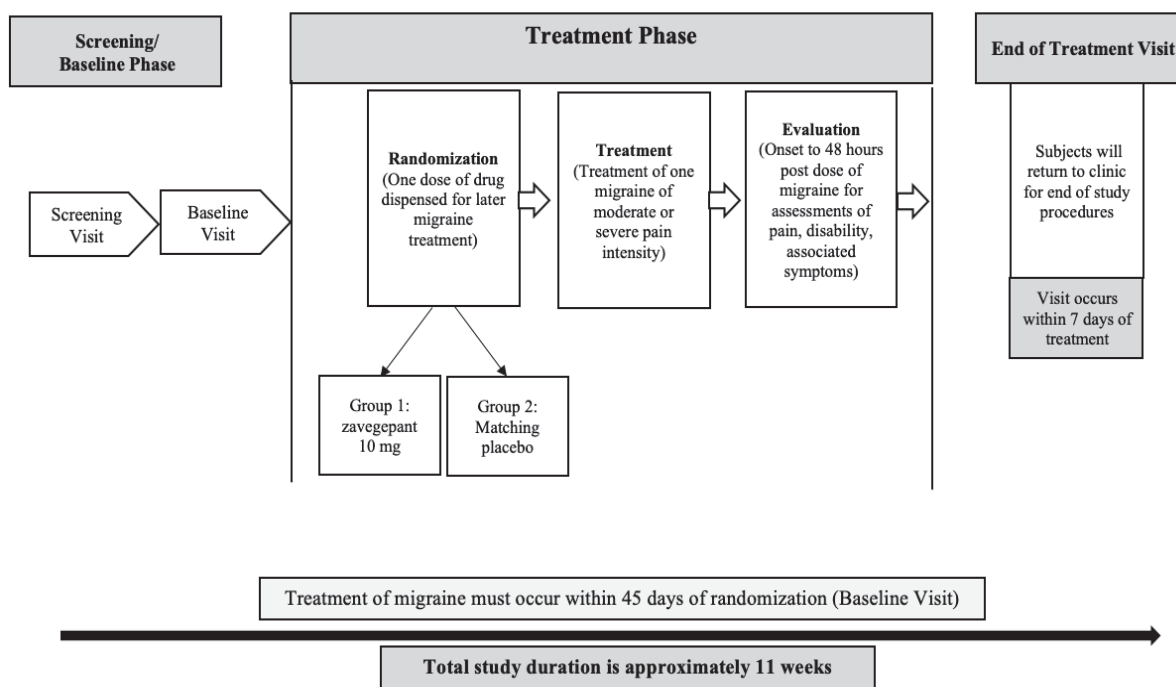 Screening/
Baseline Phase
Treatment Phase
End of Treatment Visit
Screening
Visit
Baseline
Visit
Randomization
(One dose of drug
dispensed for later
migraine
treatment)
Treatment
(Treatment of one
migraine of
moderate or
severe pain
intensity)
Evaluation
(Onset to 48 hours
post dose of
migraine for
assessments of
pain, disability,
associated
symptoms)
Subjects will
return to clinic
for end of study
procedures
Visit occurs
within 7 days of
treatment
Group 1:
zavegepant
10 mg
Group 2:
Matching
placebo
Treatment of migraine must occur within 45 days of randomization (Baseline Visit)
Total study duration is approximately 11 weeks